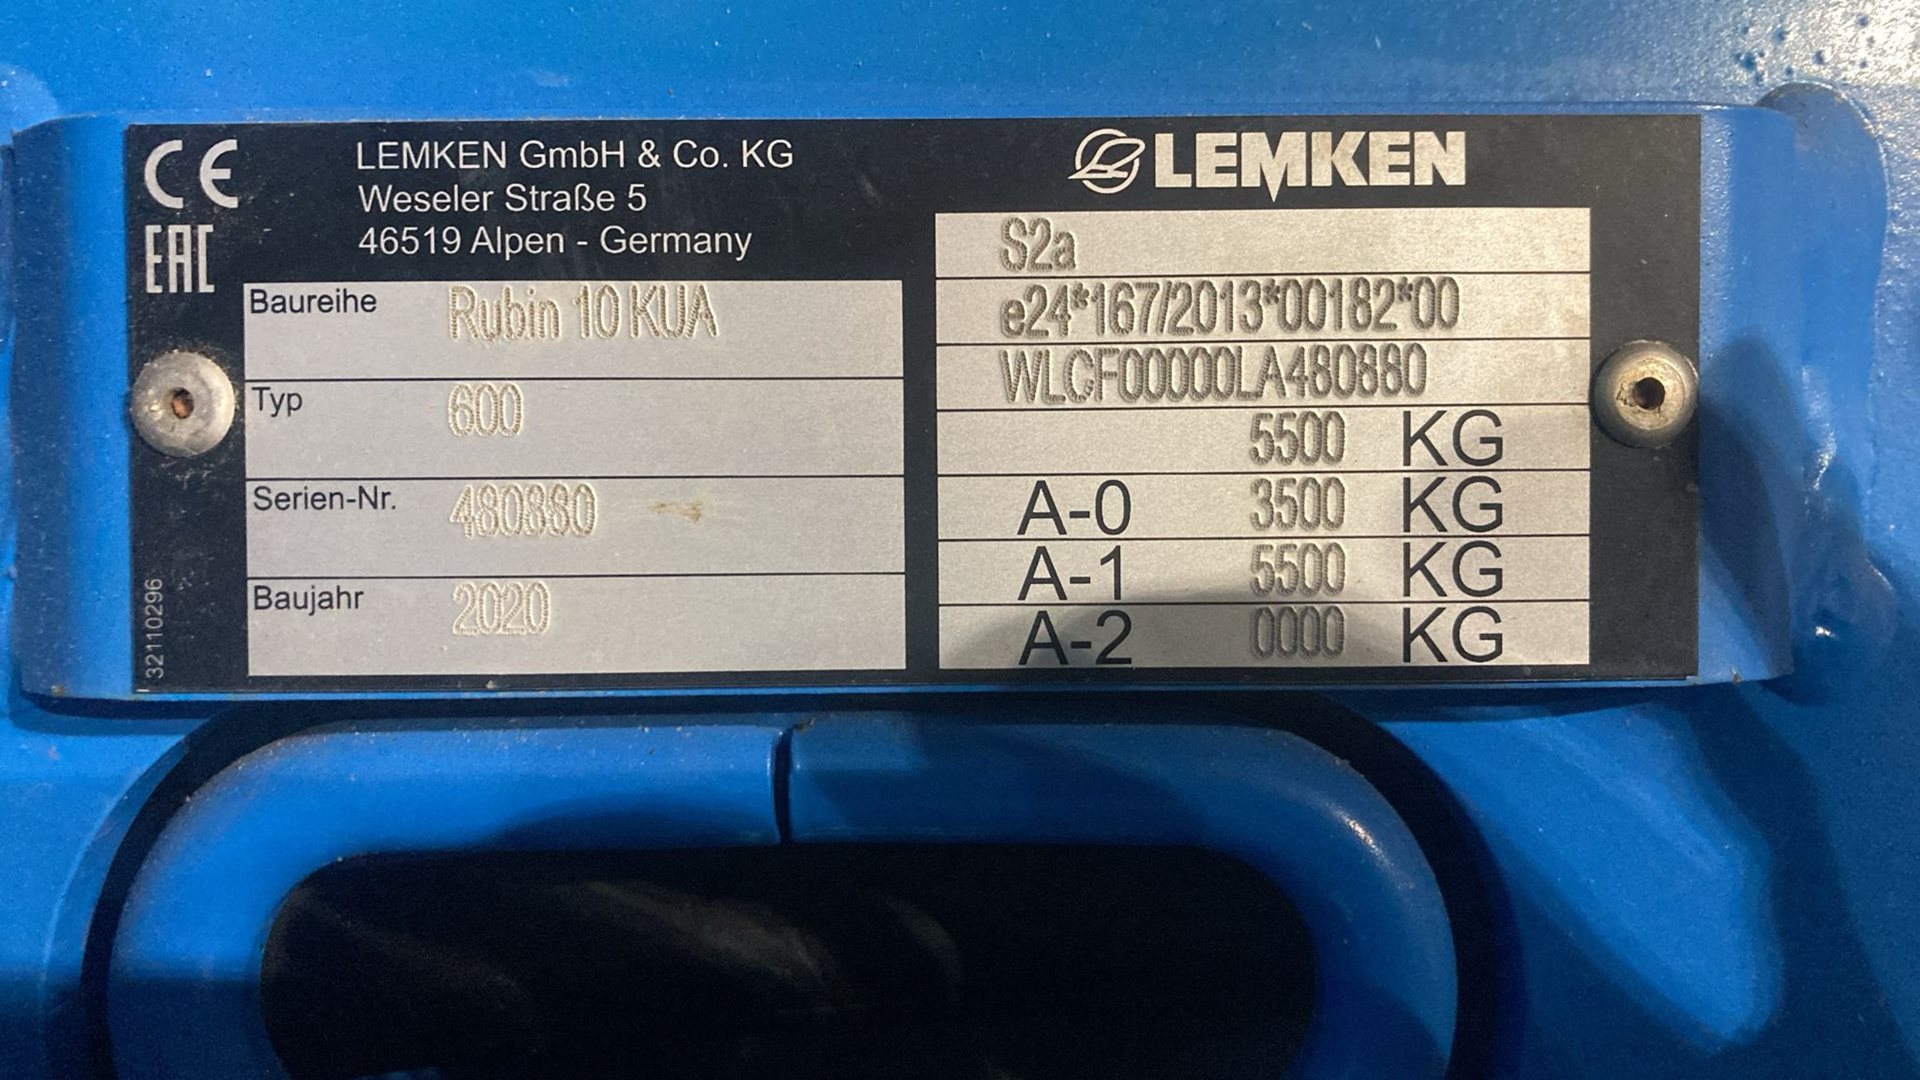 CE
EAC
LEMKEN GmbH & Co. KG
Weseler Straße 5
46519 Alpen - Germany
Baureihe Rubin 10 KUA
Typ 600
Serien-Nr. 480880
Baujahr 2020
32110296
LEMKEN
S2a
e24*167/2013*00182*00
WLCF00000LA480880
5500 KG
A-0 3500 KG
A-1 5500 KG
A-2 0000 KG